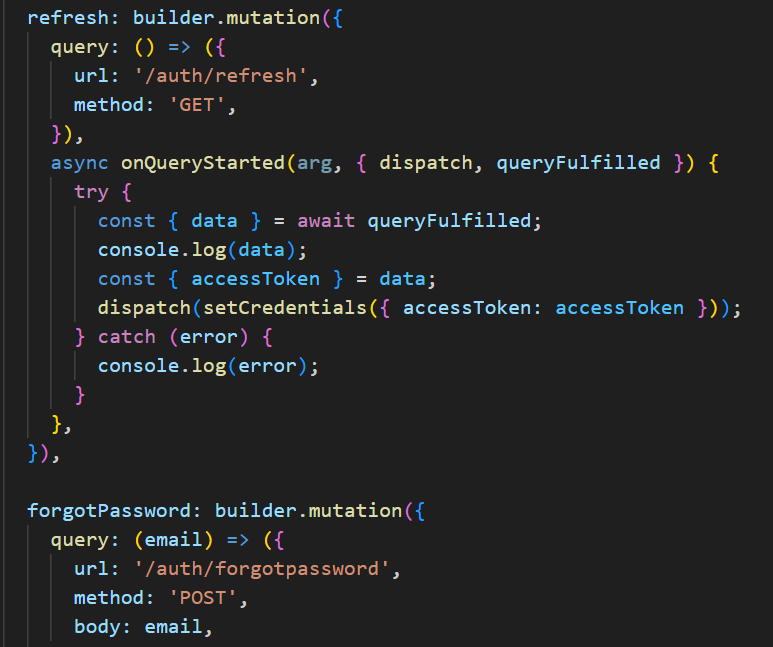 refresh: builder.mutation({
query: () => ({
url: '/auth/refresh',
method: 'GET',
}),
async onQueryStarted(arg, { dispatch, queryFulfilled }) {
try {
const { data } = await queryFulfilled;
console.log(data);
const { accessToken } = data;
dispatch(setCredentials({ accessToken: accessToken }));
} catch (error) {
console.log(error);
}
},
}),
forgotPassword: builder.mutation({
query: (email) => ({
url: '/auth/forgotpassword',
method: 'POST',
body: email,